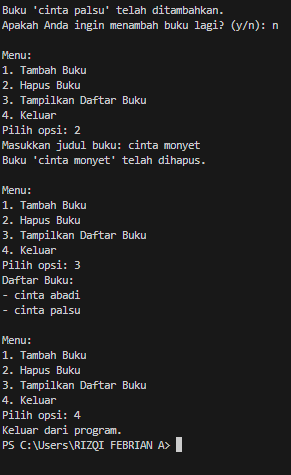 Buku 'cinta palsu' telah ditambahkan.
Apakah Anda ingin menambah buku lagi? (y/n): n
Menu:
1. Tambah Buku
2. Hapus Buku
3. Tampilkan Daftar Buku
4. Keluar
Pilih opsi: 2
Masukkan judul buku: cinta monyet
Buku 'cinta monyet' telah dihapus.
Menu:
1. Tambah Buku
2. Hapus Buku
3. Tampilkan Daftar Buku
4. Keluar
Pilih opsi: 3
Daftar Buku:
- cinta abadi
- cinta palsu
Menu:
1. Tambah Buku
2. Hapus Buku
3. Tampilkan Daftar Buku
4. Keluar
Pilih opsi: 4
Keluar dari program.
PS C:\Users\RIZQI FEBRIAN A>